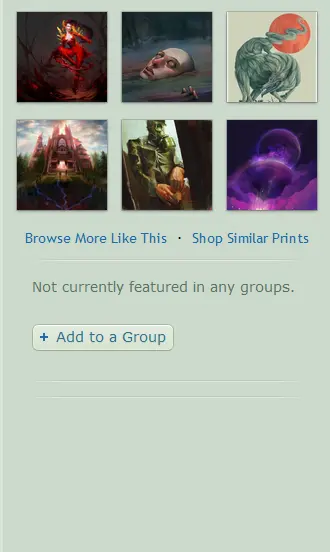 Browse More Like This · Shop Similar Prints
Not currently featured in any groups.
+ Add to a Group